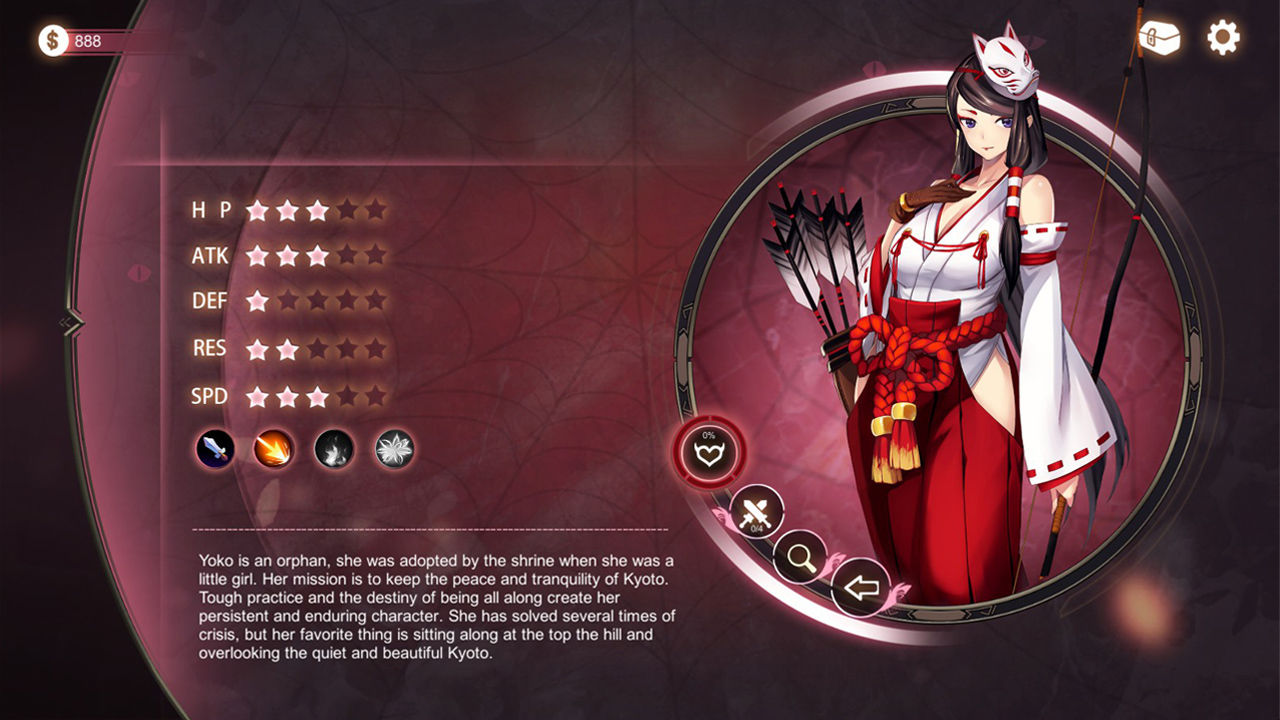 $ 888
H P
ATK
DEF
RES
SPD
0%
0/4
Yoko is an orphan, she was adopted by the shrine when she was a
little girl. Her mission is to keep the peace and tranquility of Kyoto.
Tough practice and the destiny of being all along create her
persistent and enduring character. She has solved several times of
crisis, but her favorite thing is sitting along at the top the hill and
overlooking the quiet and beautiful Kyoto.